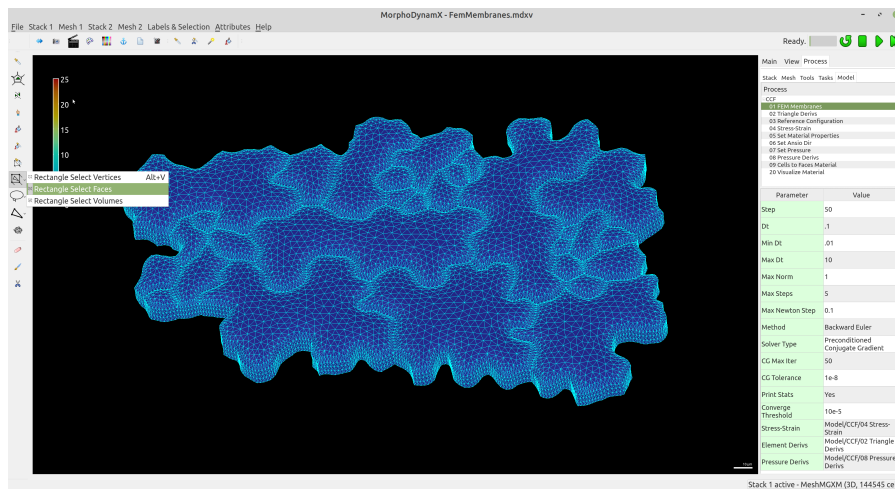 MorphoDynamX - FemMembranes.mdxv
File Stack 1 Mesh 1 Stack 2 Mesh 2 Labels & Selection Attributes Help
Ready.
Main View Process
Stack Mesh Tools Tasks Model
Process
CCF
01 FEM Membranes
02 Triangle Derivs
03 Reference Configuration
04 Stress-Strain
05 Set Material Properties
06 Set Ansio Dir
07 Set Pressure
08 Pressure Derivs
09 Cells to Faces Material
20 Visualize Material
25
20
15
10
Rectangle Select Vertices Alt+V
Rectangle Select Faces
Rectangle Select Volumes
Parameter Value
Step 50
Dt .1
Min Dt .01
Max Dt 10
Max Norm 1
Max Steps 5
Max Newton Step 0.1
Method Backward Euler
Solver Type Preconditioned
Conjugate Gradient
CG Max Iter 50
CG Tolerance 1e-8
Print Stats Yes
Converge
Threshold 10e-5
Stress-Strain Model/CCF/04 Stress-
Strain
Element Derivs Model/CCF/02 Triangle
Derivs
Pressure Derivs Model/CCF/08 Pressure
Derivs
Stack 1 active - MeshMGXM (3D, 144545 ce